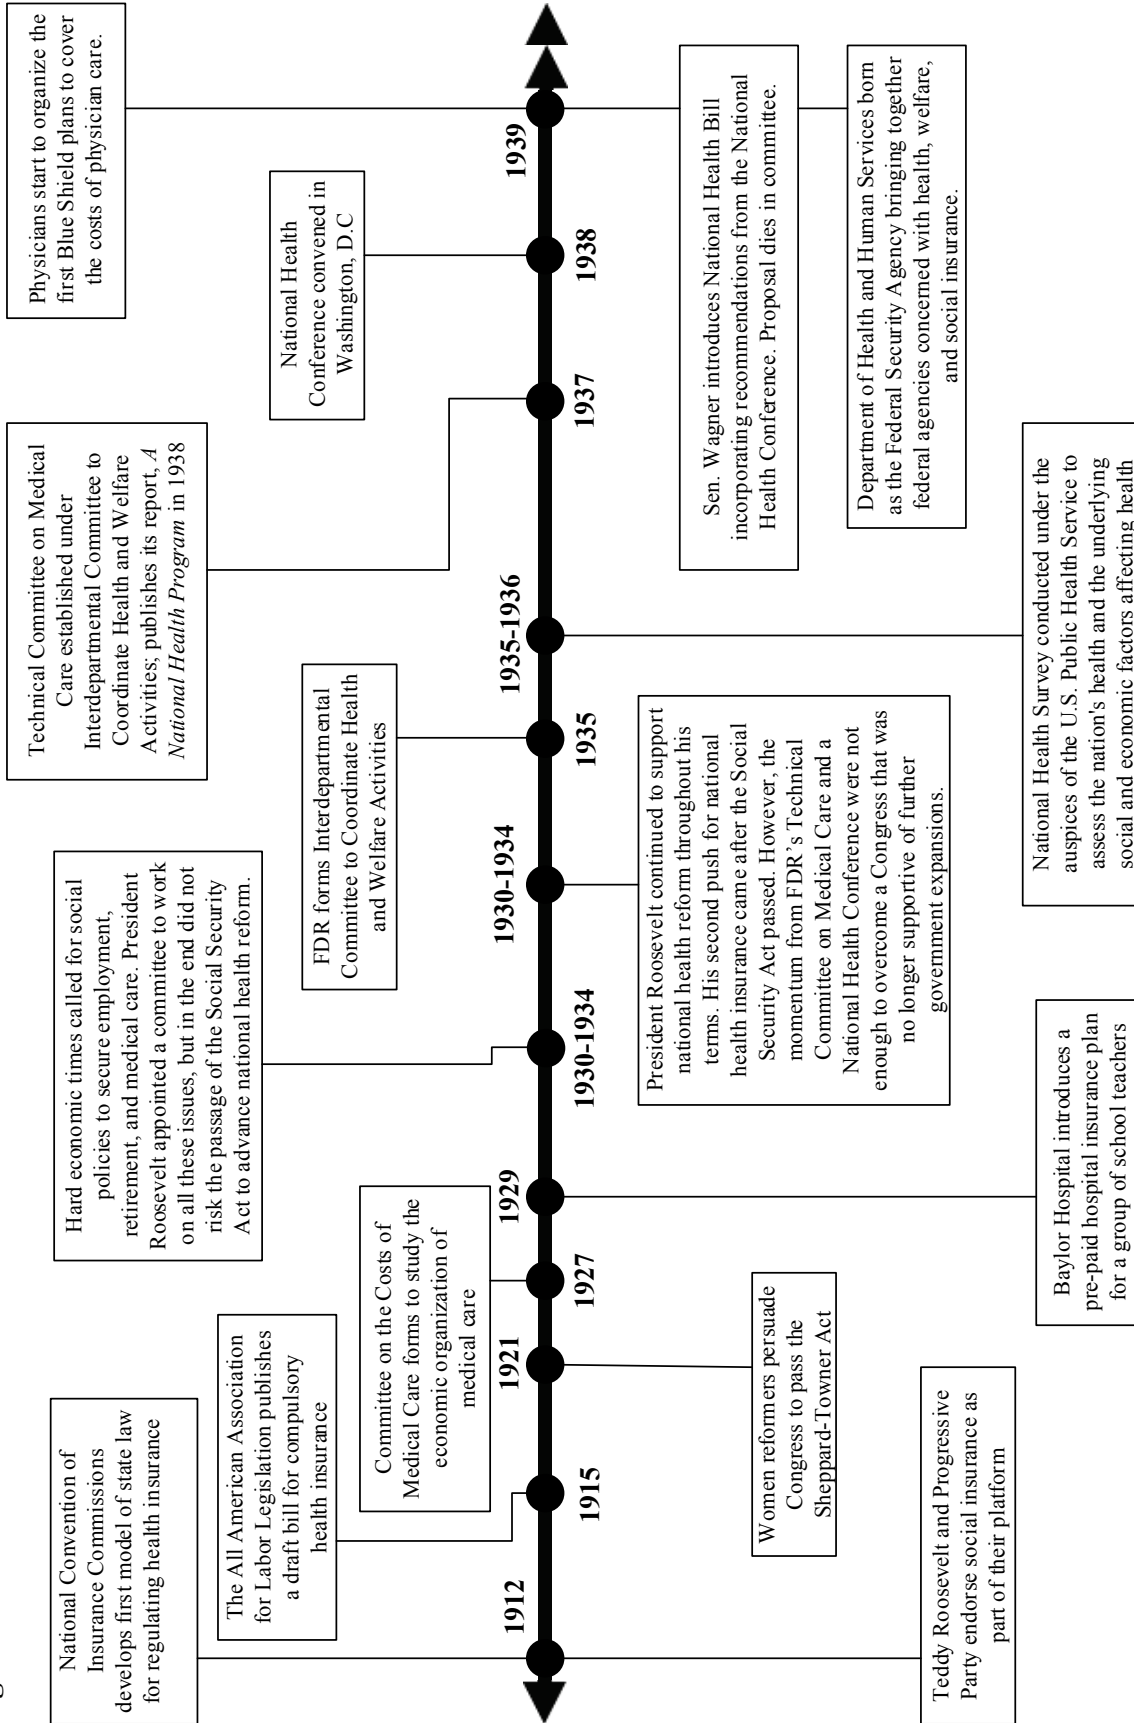 National Convention of
Insurance Commissions
develops first model of state law
for regulating health insurance
The All American Association
for Labor Legislation publishes
a draft bill for compulsory
health insurance
Committee on the Costs of
Medical Care forms to study the
economic organization of
medical care
Hard economic times called for social
policies to secure employment,
retirement, and medical care. President
Roosevelt appointed a committee to work
on all these issues, but in the end did not
risk the passage of the Social Security
Act to advance national health reform.
FDR forms Interdepartmental
Committee to Coordinate Health
and Welfare Activities
Technical Committee on Medical
Care established under
Interdepartmental Committee to
Coordinate Health and Welfare
Activities; publishes its report, A
National Health Program in 1938
National Health
Conference convened in
Washington, D.C
Physicians start to organize the
first Blue Shield plans to cover
the costs of physician care.
1912
1915
1921
1927
1929
1930-1934
1930-1934
1935
1935-1936
1937
1938
1939
Teddy Roosevelt and Progressive
Party endorse social insurance as
part of their platform
Women reformers persuade
Congress to pass the
Sheppard-Towner Act
Baylor Hospital introduces a
pre-paid hospital insurance plan
for a group of school teachers
President Roosevelt continued to support
national health reform throughout his
terms. His second push for national
health insurance came after the Social
Security Act passed. However, the
momentum from FDR's Technical
Committee on Medical Care and a
National Health Conference were not
enough to overcome a Congress that was
no longer supportive of further
government expansions.
National Health Survey conducted under the
auspices of the U.S. Public Health Service to
assess the nation's health and the underlying
social and economic factors affecting health
Sen. Wagner introduces National Health Bill
incorporating recommendations from the National
Health Conference. Proposal dies in committee.
Department of Health and Human Services born
as the Federal Security Agency bringing together
federal agencies concerned with health, welfare,
and social insurance.